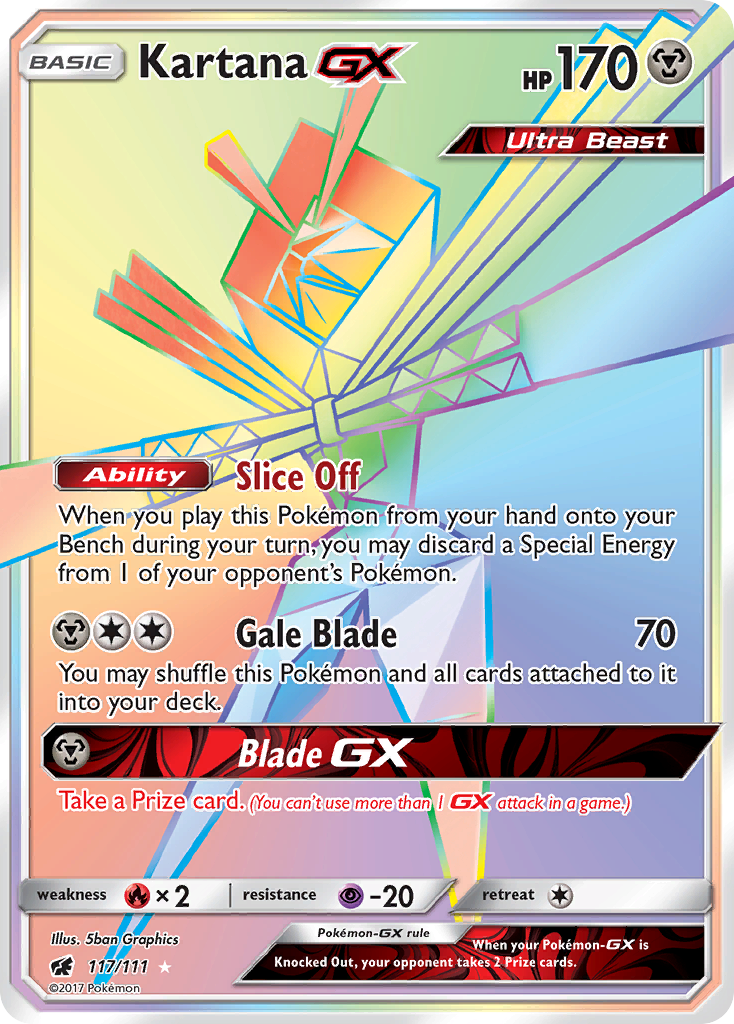 BASIC Kartana GX HP 170
Ultra Beast
Ability Slice Off
When you play this Pokémon from your hand onto your
Bench during your turn, you may discard a Special Energy
from 1 of your opponent's Pokémon.
Gale Blade 70
You may shuffle this Pokémon and all cards attached to it
into your deck.
Blade GX
Take a Prize card. (You can't use more than 1 GX attack in a game.)
weakness ×2 resistance -20 retreat
Illus. 5ban Graphics
Pokémon-GX rule
When your Pokémon-GX is
Knocked Out, your opponent takes 2 Prize cards.
117/111
©2017 Pokémon